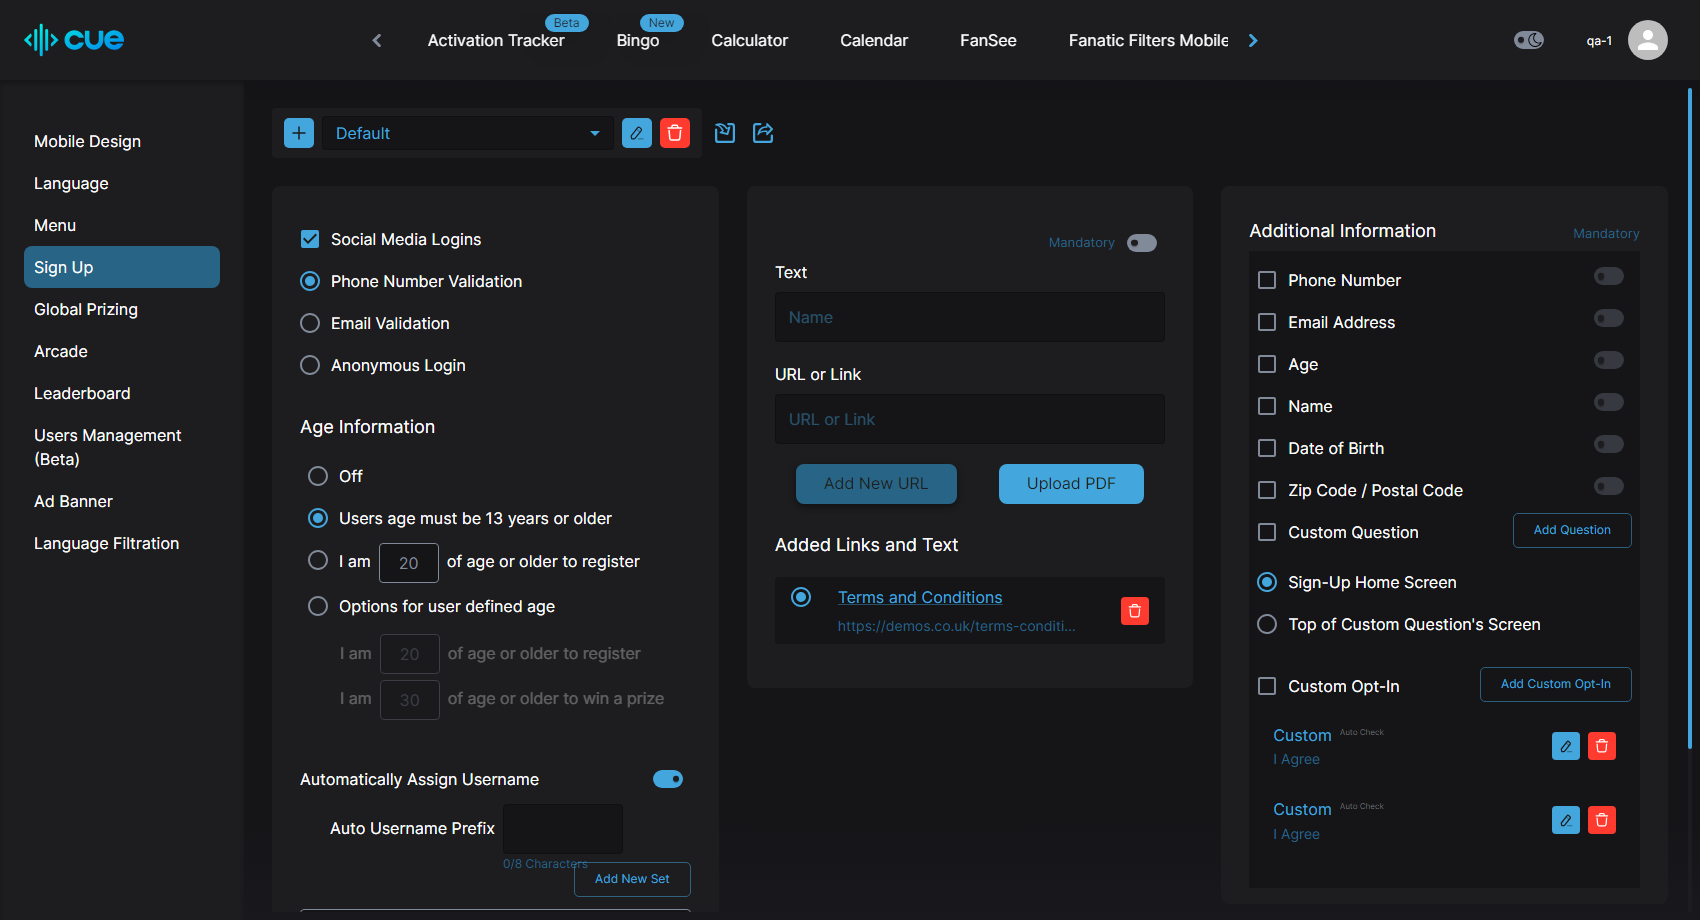 cue
Activation Tracker
Beta
Bingo
New
Calculator
Calendar
FanSee
Fanatic Filters Mobile
qa-1
Mobile Design
Language
Menu
Sign Up
Global Prizing
Arcade
Leaderboard
Users Management
(Beta)
Ad Banner
Language Filtration
Default
Social Media Logins
Phone Number Validation
Email Validation
Anonymous Login
Age Information
Off
Users age must be 13 years or older
I am 20 of age or older to register
Options for user defined age
I am 20 of age or older to register
I am 30 of age or older to win a prize
Automatically Assign Username
Auto Username Prefix
0/8 Characters
Add New Set
Mandatory
Text
Name
URL or Link
URL or Link
Add New URL
Upload PDF
Added Links and Text
Terms and Conditions
https://demos.co.uk/terms-conditi...
Additional Information
Mandatory
Phone Number
Email Address
Age
Name
Date of Birth
Zip Code / Postal Code
Custom Question
Add Question
Sign-Up Home Screen
Top of Custom Question's Screen
Custom Opt-In
Add Custom Opt-In
Custom Auto Check
I Agree
Custom Auto Check
I Agree